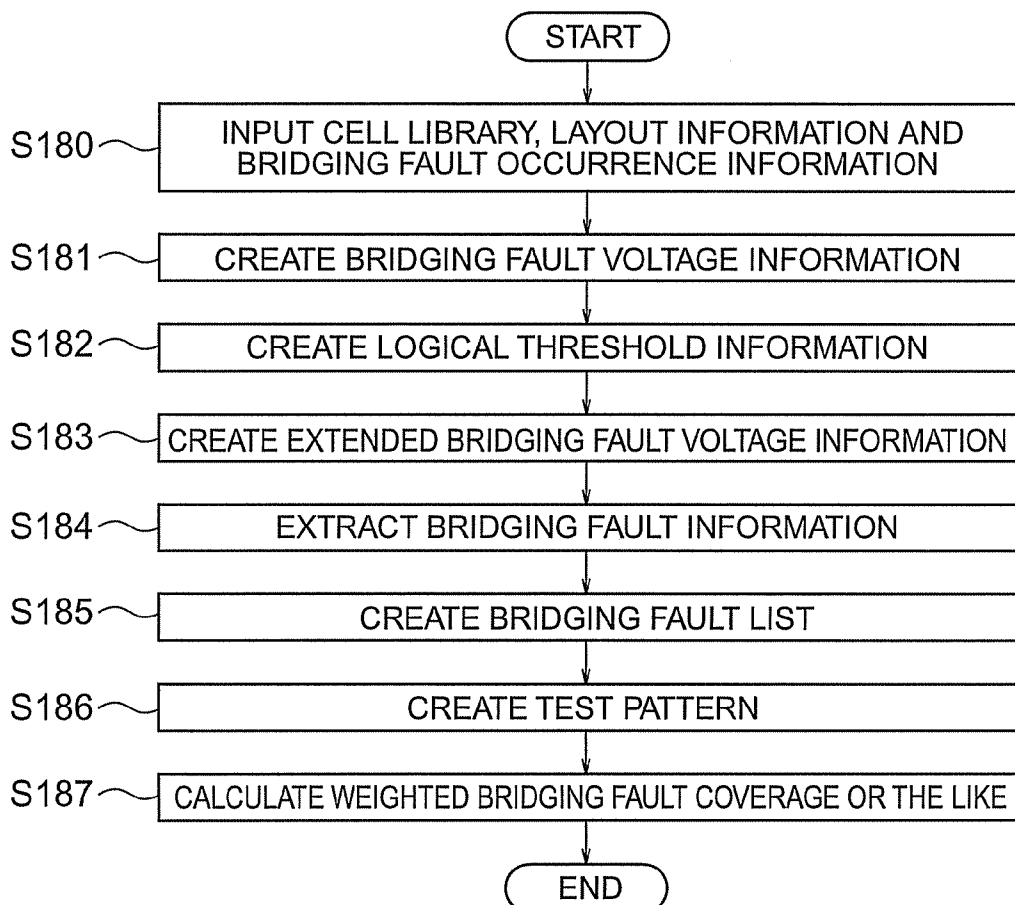 START
S180
INPUT CELL LIBRARY, LAYOUT INFORMATION AND
BRIDGING FAULT OCCURRENCE INFORMATION
S181
CREATE BRIDGING FAULT VOLTAGE INFORMATION
S182
CREATE LOGICAL THRESHOLD INFORMATION
S183
CREATE EXTENDED BRIDGING FAULT VOLTAGE INFORMATION
S184
EXTRACT BRIDGING FAULT INFORMATION
S185
CREATE BRIDGING FAULT LIST
S186
CREATE TEST PATTERN
S187
CALCULATE WEIGHTED BRIDGING FAULT COVERAGE OR THE LIKE
END